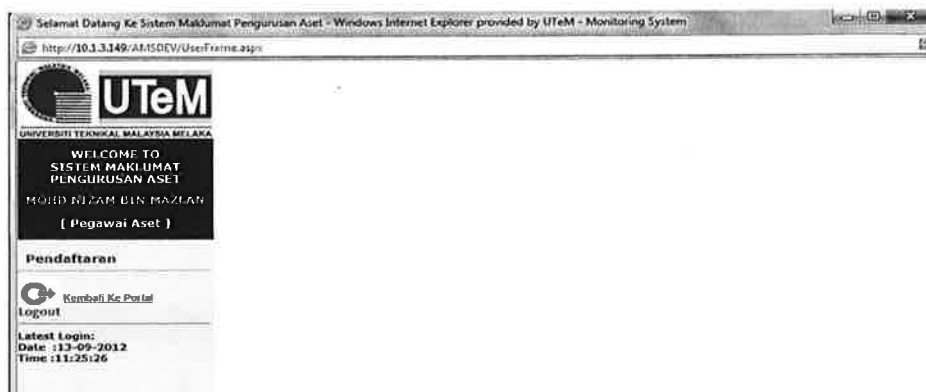 Selamat Datang Ke Sistem Maklumat Pengurusan Aset - Windows Internet Explorer provided by UTeM - Monitoring System
http://10.1.3.149/AMSDEV/UserFrame.aspx
UTeM
UNIVERSITI TEKNIKAL MALAYSIA MELAKA
WELCOME TO
SISTEM MAKLUMAT
PENGURUSAN ASET
MOHD NIZAM BIN MAZLAN
[ Pegawai Aset ]
Pendaftaran
Kembali Ke Portal
Logout
Latest Login:
Date :13-09-2012
Time :11:25:26